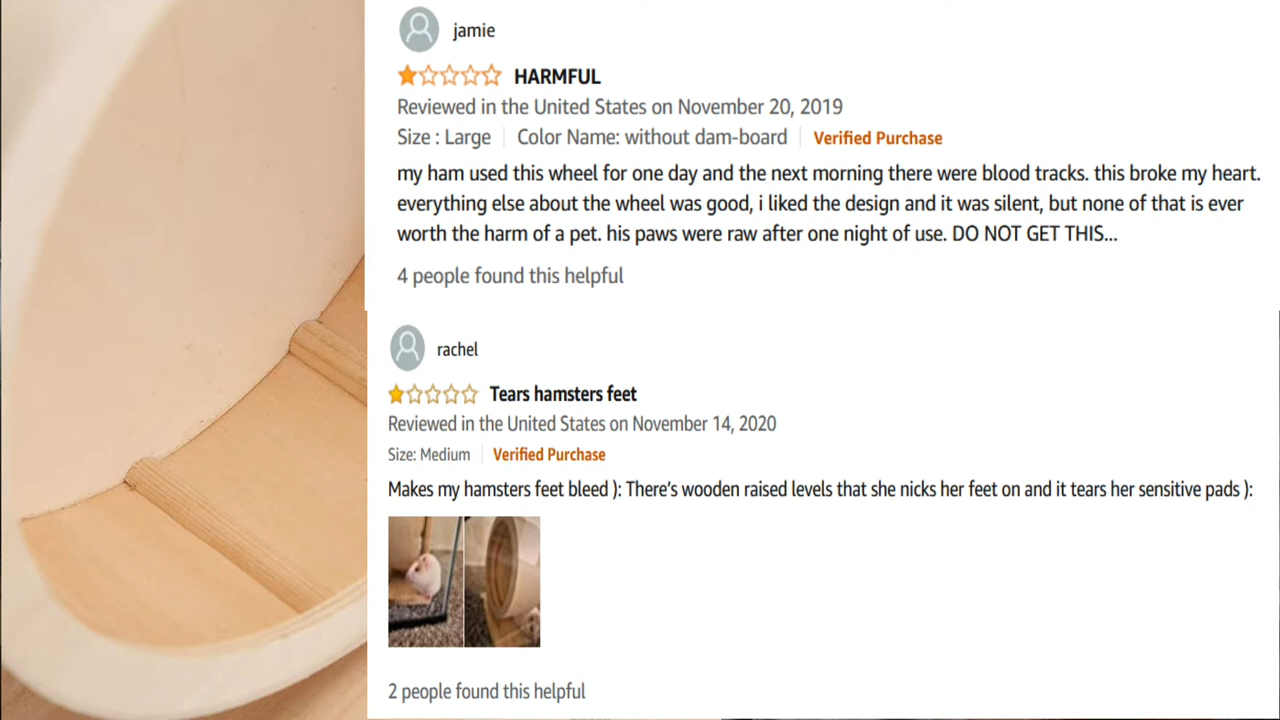 jamie
HARMFUL
Reviewed in the United States on November 20, 2019
Size : Large | Color Name: without dam-board | Verified Purchase
my ham used this wheel for one day and the next morning there were blood tracks. this broke my heart.
everything else about the wheel was good, i liked the design and it was silent, but none of that is ever
worth the harm of a pet. his paws were raw after one night of use. DO NOT GET THIS...
4 people found this helpful
rachel
Tears hamsters feet
Reviewed in the United States on November 14, 2020
Size: Medium | Verified Purchase
Makes my hamsters feet bleed ): There's wooden raised levels that she nicks her feet on and it tears her sensitive pads ):
2 people found this helpful